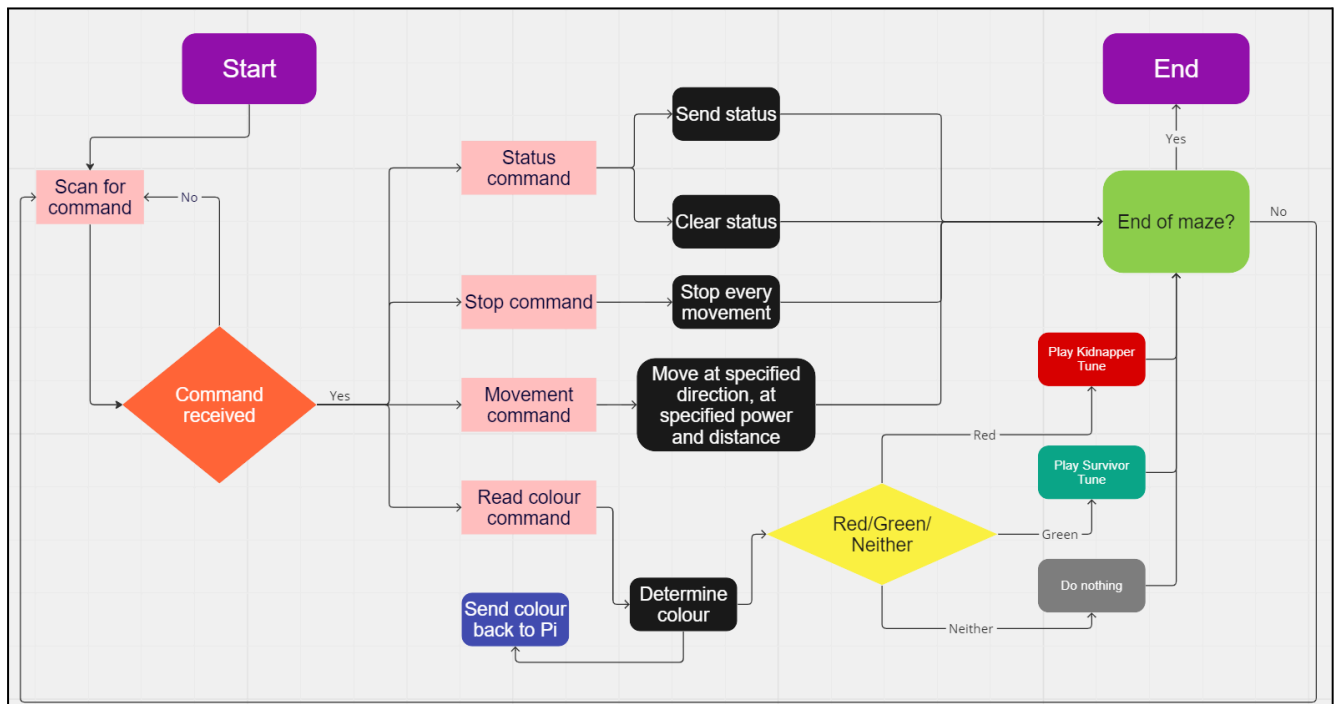 Start
End
Send status
Yes
Status
command
Scan for
command
No
Clear status
End of maze?
No
Stop command
Stop every
movement
Play Kidnapper
Tune
Command
received
Yes
Movement
command
Move at specified
direction, at
specified power
and distance
Red
Play Survivor
Tune
Read colour
command
Red/Green/
Neither
Green
Do nothing
Send colour
back to Pi
Determine
colour
Neither